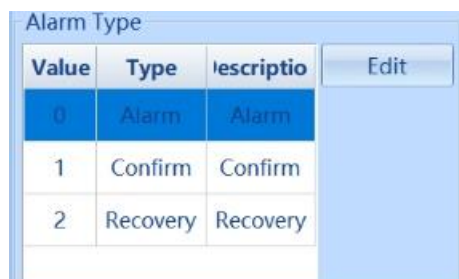 Alarm Type
Value Type )escriptio Edit
0 Alarm Alarm
1 Confirm Confirm
2 Recovery Recovery